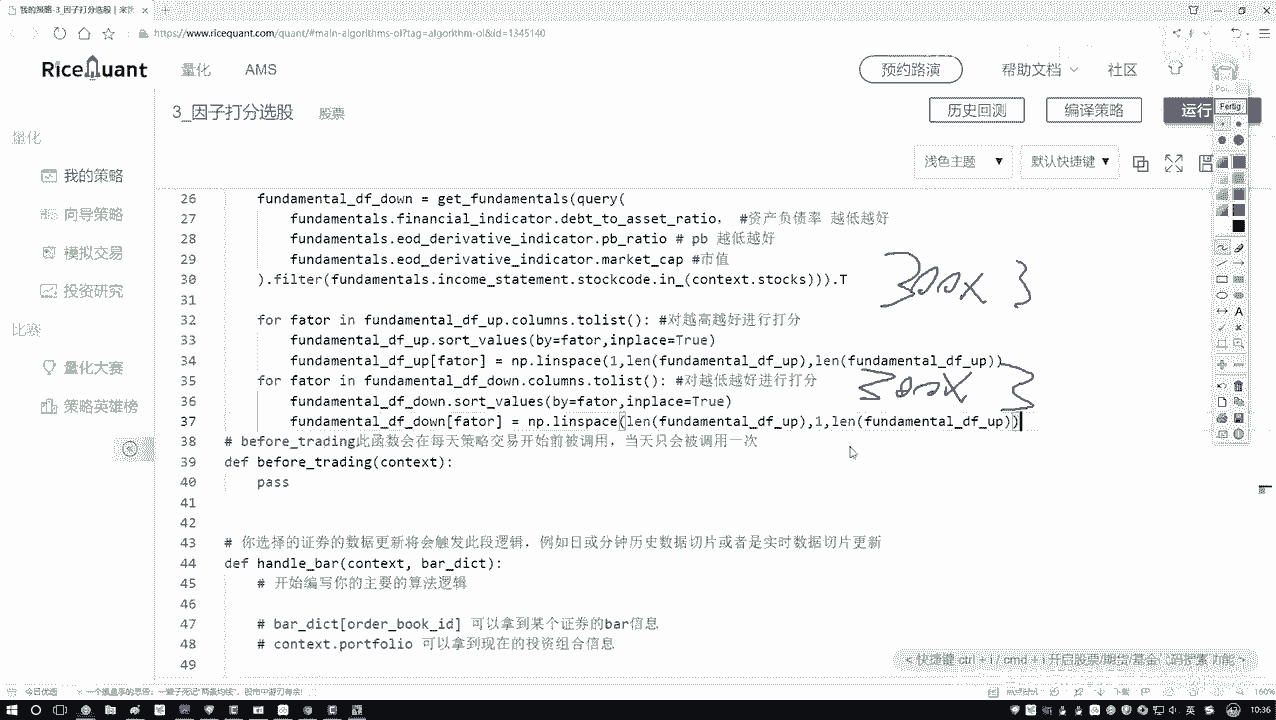 我的策略-3_因子打分选股 | 米筐
https://www.ricequant.com/quant/#main-algorithms-ol?tag=algorithm-ol&id=1345140
RiceQuant 量化 AMS 预约路演 帮助文档 社区
3_因子打分选股 股票 历史回测 编译策略 运行
Fertig
量化
浅色主题 默认快捷键
我的策略
向导策略
模拟交易
投资研究
比赛
量化大赛
策略英雄榜
26 fundamental_df_down = get_fundamentals(query(
27 fundamentals.financial_indicator.debt_to_asset_ratio, #资产负债率 越低越好
28 fundamentals.eod_derivative_indicator.pb_ratio # pb 越低越好
29 fundamentals.eod_derivative_indicator.market_cap #市值
30 ).filter(fundamentals.income_statement.stockcode.in_(context.stocks))).T
300X 3
31
32 for fator in fundamental_df_up.columns.tolist(): #对越高越好进行打分
33 fundamental_df_up.sort_values(by=fator,inplace=True)
34 fundamental_df_up[fator] = np.linspace(1,len(fundamental_df_up),len(fundamental_df_up))
35 for fator in fundamental_df_down.columns.tolist(): #对越低越好进行打分
300X 3
36 fundamental_df_down.sort_values(by=fator,inplace=True)
37 fundamental_df_down[fator] = np.linspace(len(fundamental_df_up),1,len(fundamental_df_up))
38 # before_trading此函数会在每天策略交易开始前被调用，当天只会被调用一次
39 def before_trading(context):
40 pass
41
42
43 # 你选择的证券的数据更新将会触发此段逻辑，例如日或分钟历史数据切片或者是实时数据切片更新
44 def handle_bar(context, bar_dict):
45 # 开始编写你的主要的算法逻辑
46
47 # bar_dict[order_book_id] 可以拿到某个证券的bar信息
48 # context.portfolio 可以拿到现在的投资组合信息
49
今日优选
160%
英 10:36